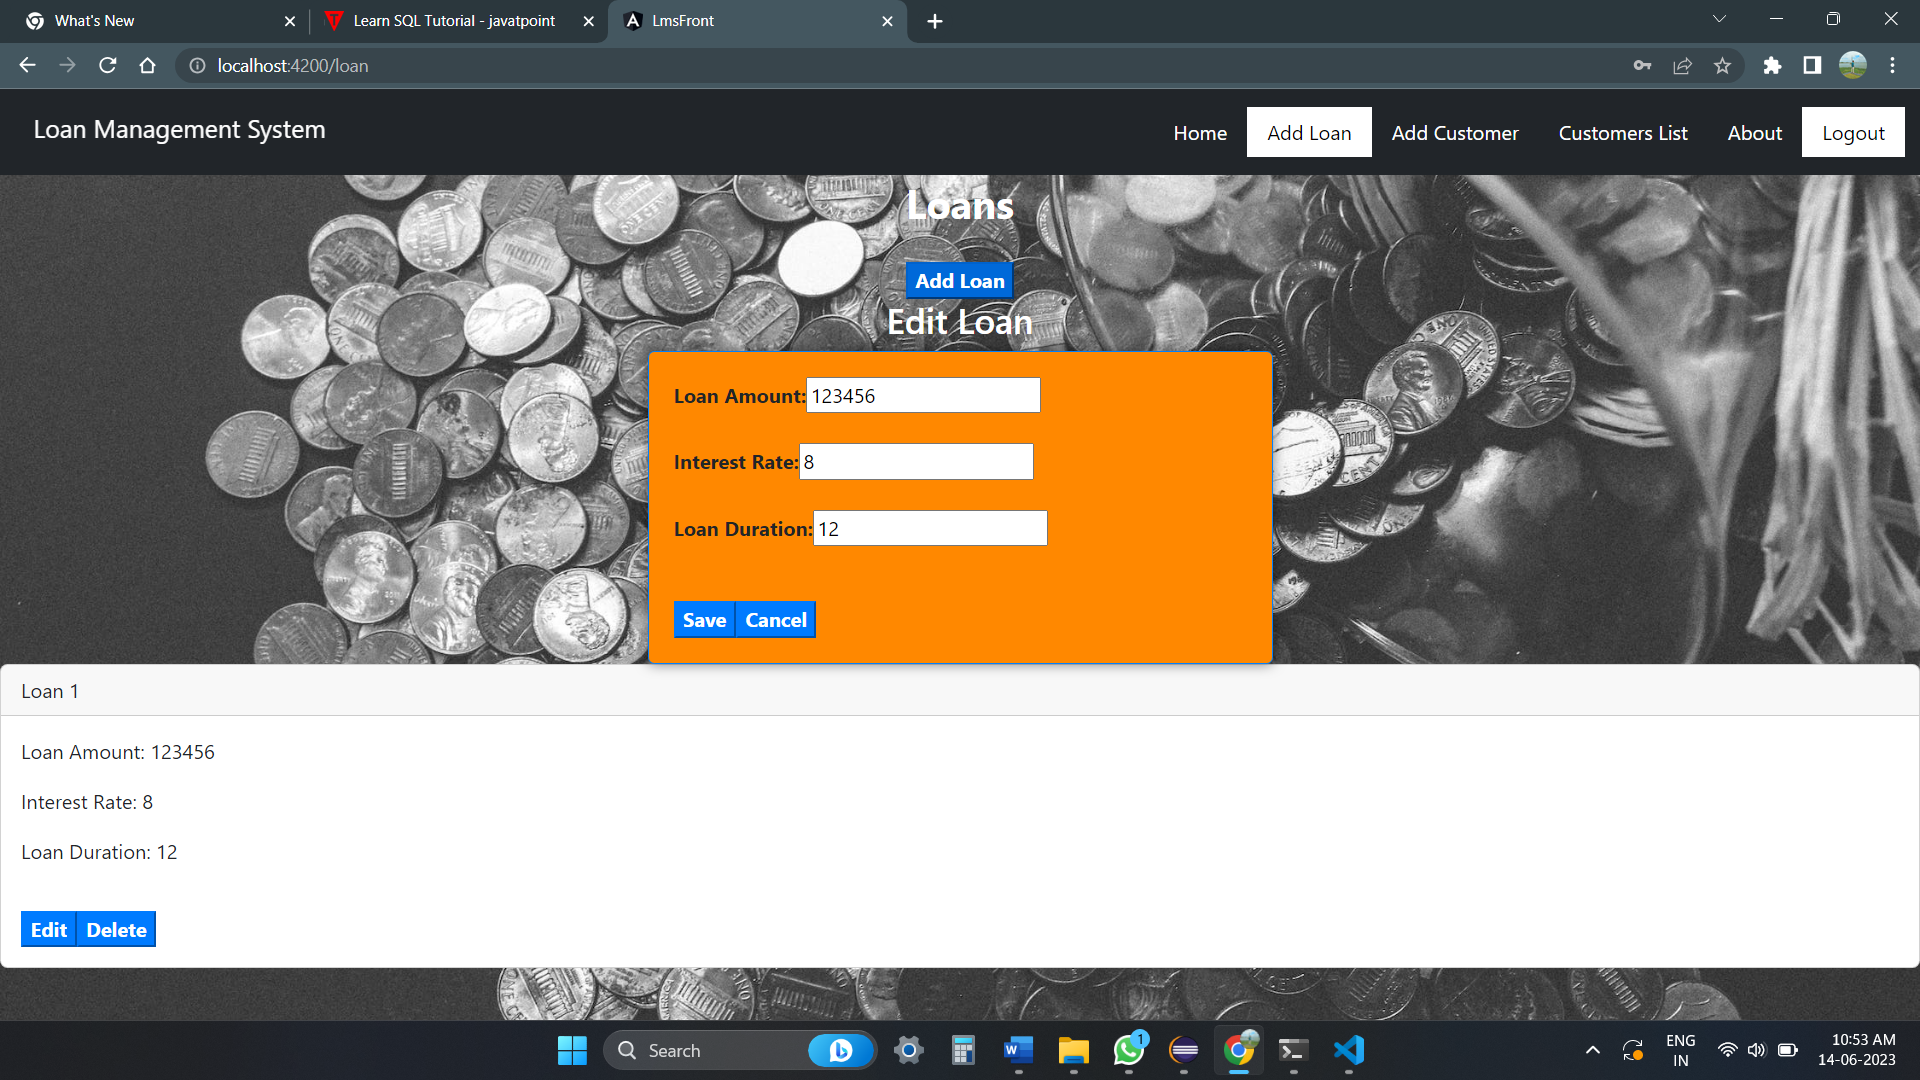 What's New
Learn SQL Tutorial - javatpoint
LmsFront
localhost:4200/loan
Loan Management System
Home
Add Loan
Add Customer
Customers List
About
Logout
Loans
Add Loan
Edit Loan
Loan Amount: 123456
Interest Rate: 8
Loan Duration: 12
Save Cancel
Loan 1
Loan Amount: 123456
Interest Rate: 8
Loan Duration: 12
Edit Delete
Search
1
ENG
IN
10:53 AM
14-06-2023